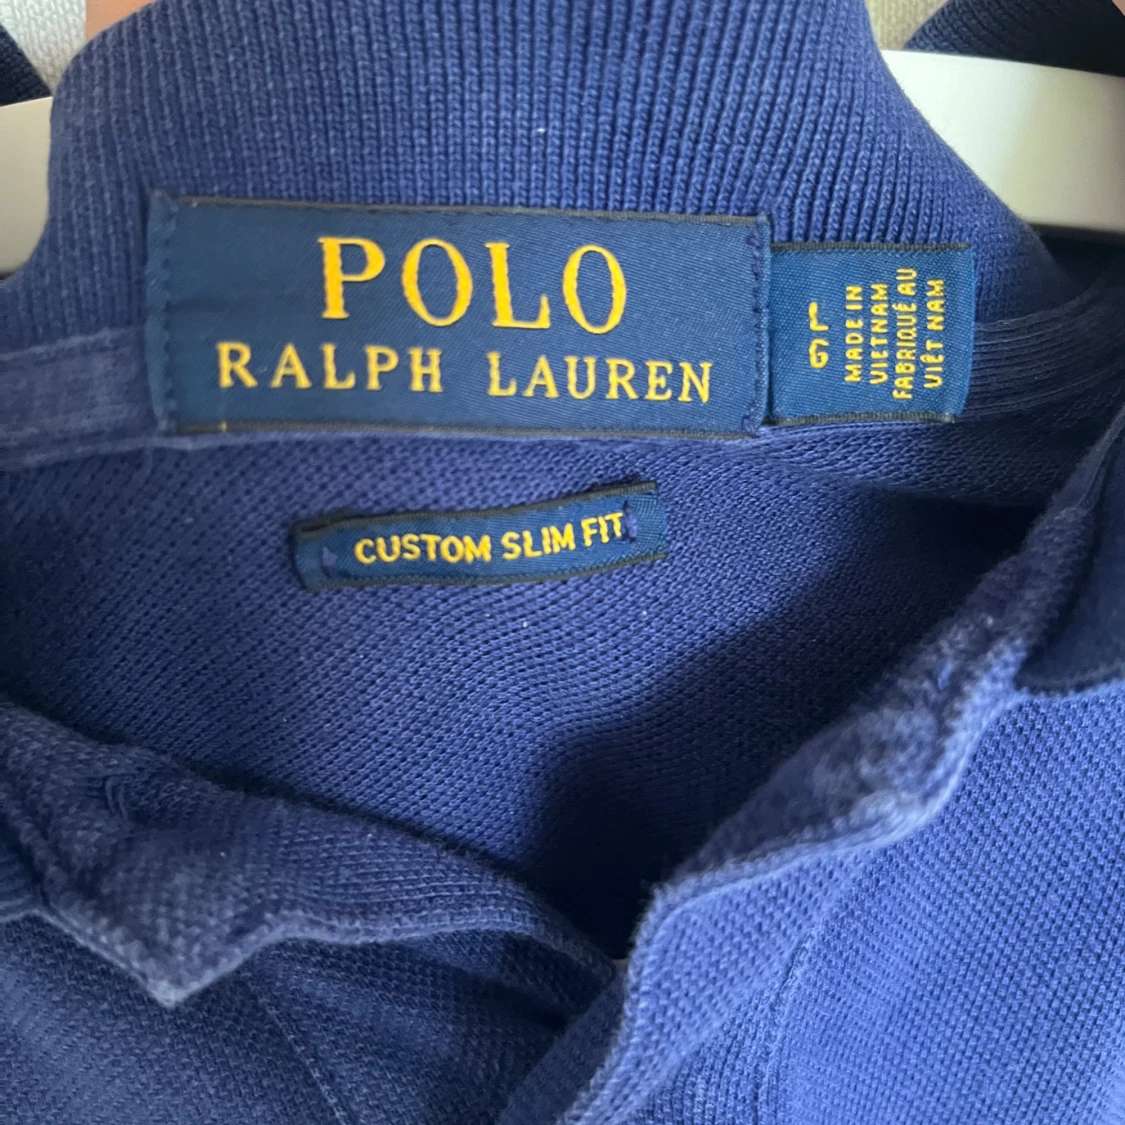 POLO
RALPH LAUREN
L
G
MADE IN
VIETNAM
FABRIQUÉ AU
VIÊT NAM
CUSTOM SLIM FIT